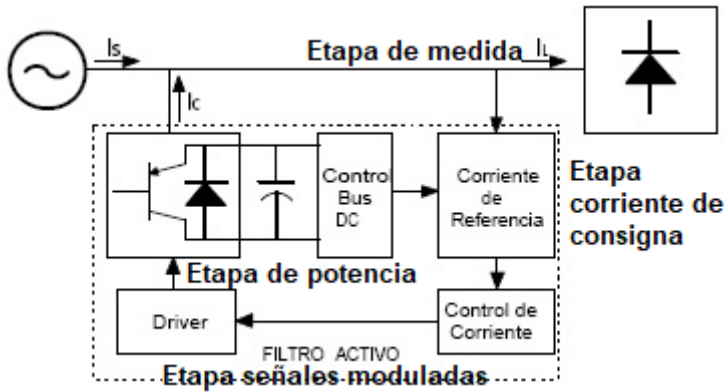 Is
Etapa de medida
IL
Ic
Control
Bus
DC
Corriente
de
Referencia
Etapa
corriente de
consigna
Etapa de potencia
Driver
Control de
Corriente
FILTRO ACTIVO
Etapa señales moduladas